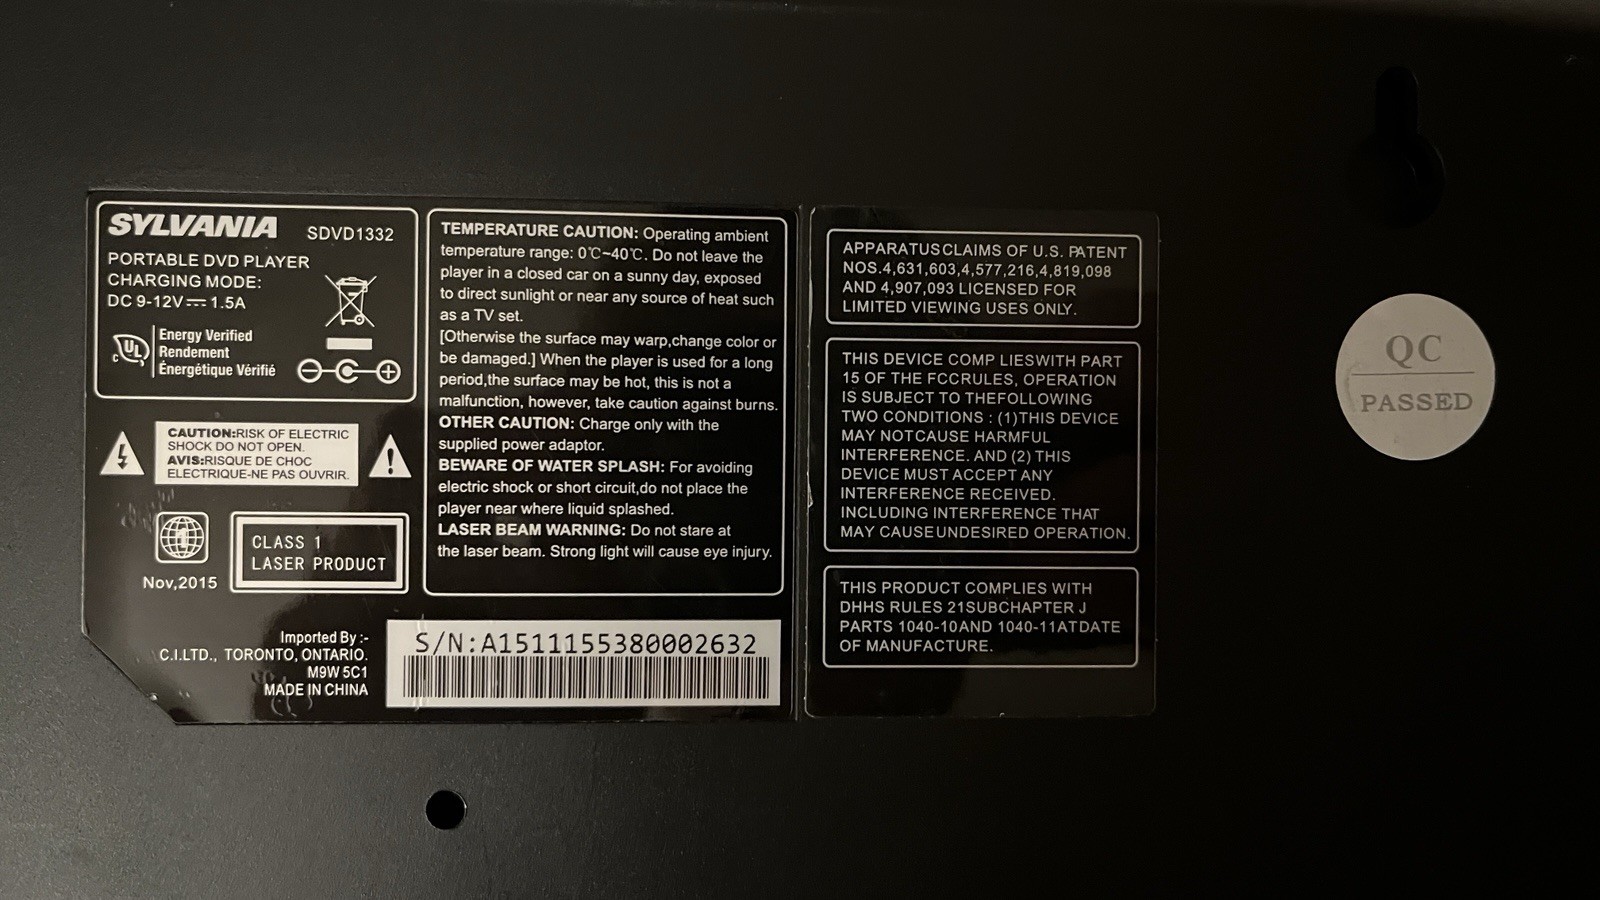 SYLVANIA SDVD1332
PORTABLE DVD PLAYER
CHARGING MODE:
DC 9-12V⎓1.5A
C UL
Energy Verified
Rendement
Énergétique Vérifié
CAUTION:RISK OF ELECTRIC
SHOCK DO NOT OPEN.
AVIS:RISQUE DE CHOC
ELECTRIQUE-NE PAS OUVRIR.
1
Nov,2015
CLASS 1
LASER PRODUCT
Imported By :-
C.I.LTD., TORONTO, ONTARIO.
M9W 5C1
MADE IN CHINA
TEMPERATURE CAUTION: Operating ambient
temperature range: 0℃~40℃. Do not leave the
player in a closed car on a sunny day, exposed
to direct sunlight or near any source of heat such
as a TV set.
[Otherwise the surface may warp,change color or
be damaged.] When the player is used for a long
period,the surface may be hot, this is not a
malfunction, however, take caution against burns.
OTHER CAUTION: Charge only with the
supplied power adaptor.
BEWARE OF WATER SPLASH: For avoiding
electric shock or short circuit,do not place the
player near where liquid splashed.
LASER BEAM WARNING: Do not stare at
the laser beam. Strong light will cause eye injury.
S/N:A1511155380002632
APPARATUSCLAIMS OF U.S. PATENT
NOS.4,631,603,4,577,216,4,819,098
AND 4,907,093 LICENSED FOR
LIMITED VIEWING USES ONLY.
THIS DEVICE COMP LIESWITH PART
15 OF THE FCCRULES, OPERATION
IS SUBJECT TO THEFOLLOWING
TWO CONDITIONS : (1)THIS DEVICE
MAY NOTCAUSE HARMFUL
INTERFERENCE. AND (2) THIS
DEVICE MUST ACCEPT ANY
INTERFERENCE RECEIVED.
INCLUDING INTERFERENCE THAT
MAY CAUSEUNDESIRED OPERATION.
THIS PRODUCT COMPLIES WITH
DHHS RULES 21SUBCHAPTER J
PARTS 1040-10AND 1040-11ATDATE
OF MANUFACTURE.
QC
PASSED